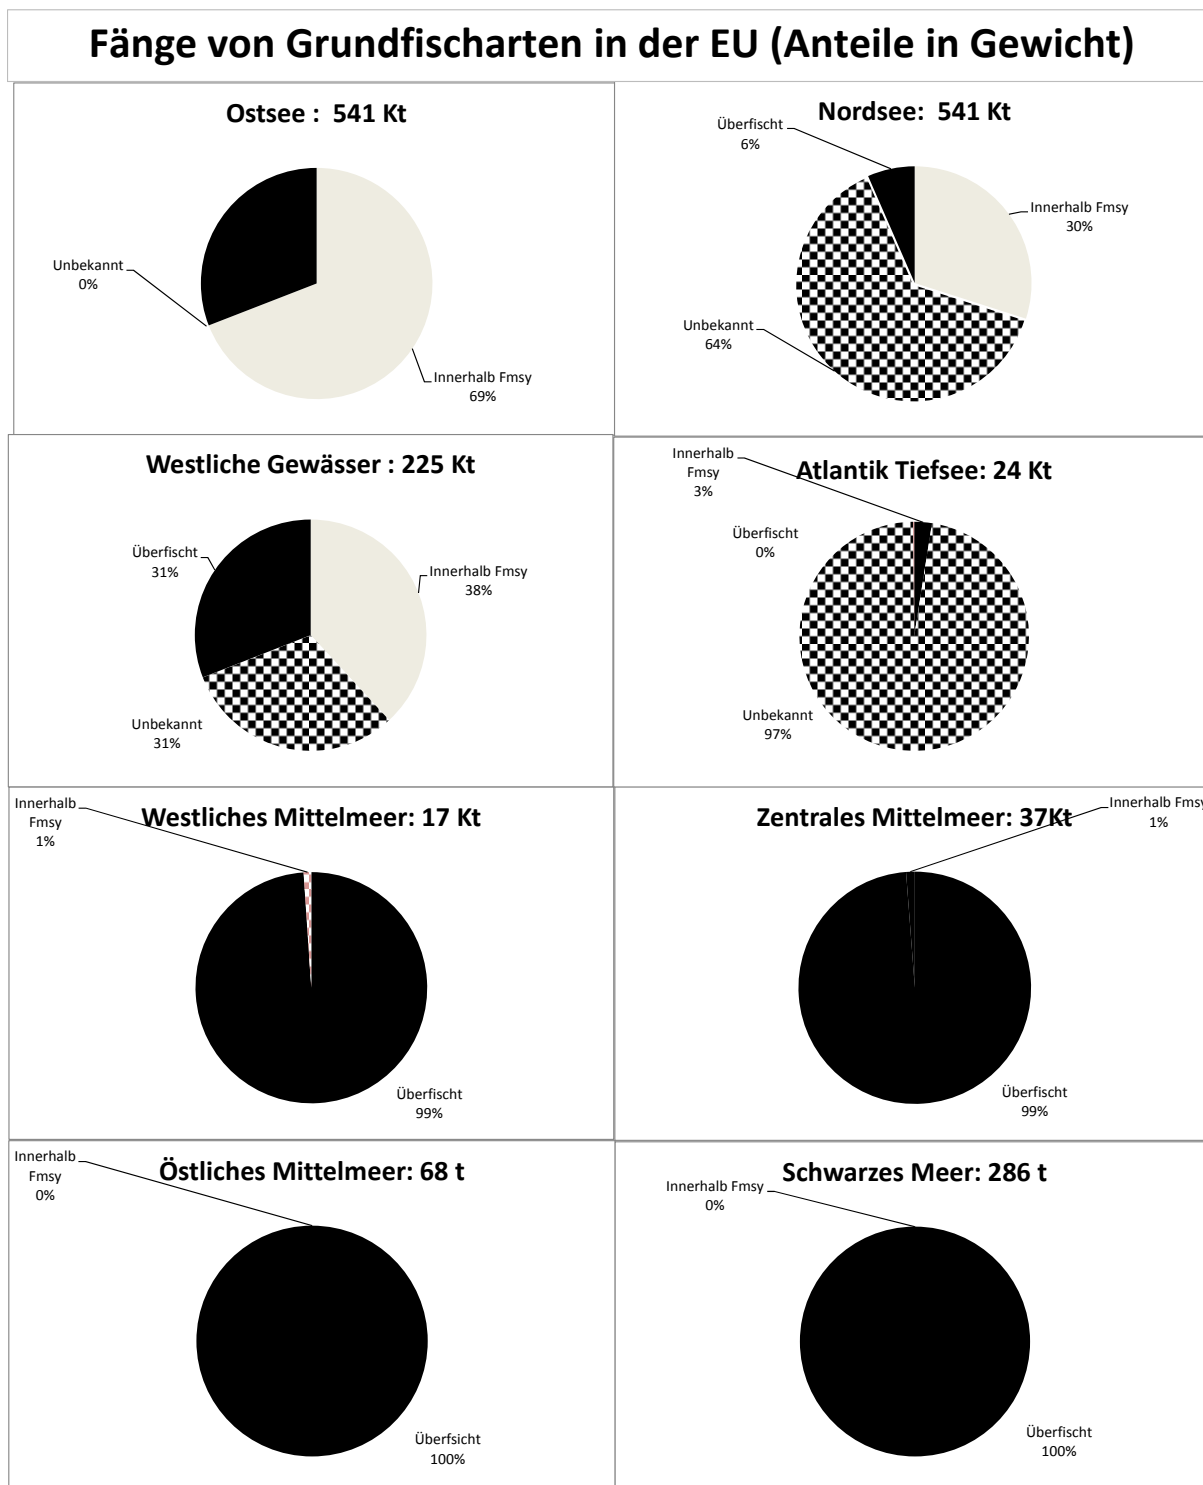 Fänge von Grundfischarten in der EU (Anteile in Gewicht)
Ostsee : 541 Kt
Unbekannt
0%
Innerhalb Fmsy
69%
Nordsee: 541 Kt
Überfischt
6%
Innerhalb Fmsy
30%
Unbekannt
64%
Westliche Gewässer : 225 Kt
Überfischt
31%
Innerhalb Fmsy
38%
Unbekannt
31%
Atlantik Tiefsee: 24 Kt
Innerhalb
Fmsy
3%
Überfischt
0%
Unbekannt
97%
Westliches Mittelmeer: 17 Kt
Innerhalb
Fmsy
1%
Überfischt
99%
Zentrales Mittelmeer: 37Kt
Innerhalb Fmsy
1%
Überfischt
99%
Östliches Mittelmeer: 68 t
Innerhalb
Fmsy
0%
Überfsicht
100%
Schwarzes Meer: 286 t
Innerhalb Fmsy
0%
Überfischt
100%